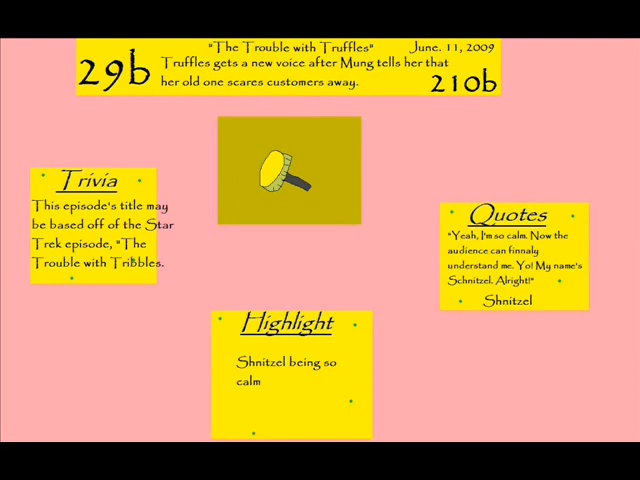 29b
"The Trouble with Truffles" June. 11, 2009
Truffles gets a new voice after Mung tells her that
her old one scares customers away.
210b
Trivia
This episode's title may
be based off of the Star
Trek episode, "The
Trouble with Tribbles.
Quotes
"Yeah, I'm so calm. Now the
audience can finnaly
understand me. Yo! My name's
Schnitzel. Alright!"
Shnitzel
Highlight
Shnitzel being so
calm